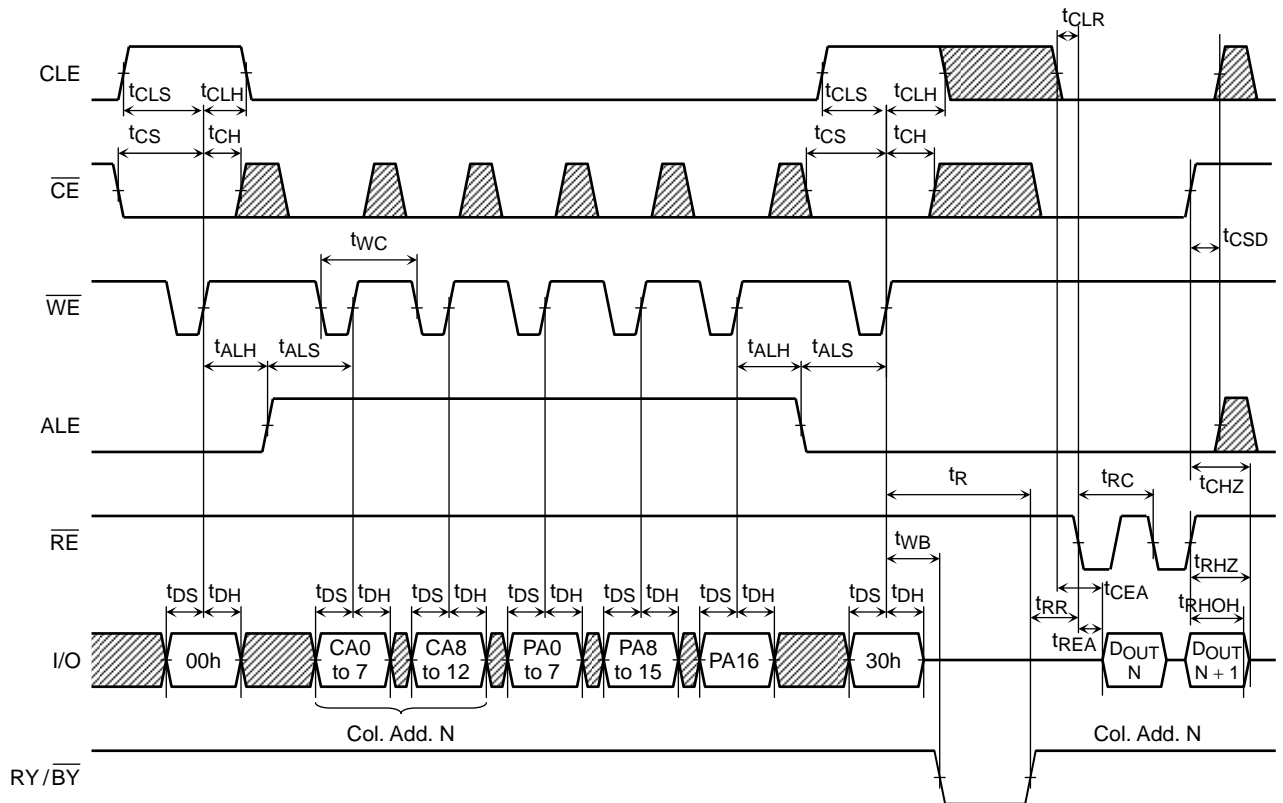 tCLR
CLE
tCLS tCLH tCLS tCLH
tCS tCH tCS tCH
CE
tCSD
tWC
WE
tALH tALS tALH tALS
ALE
tR tRC tCHZ
RE
tWB tRHZ
tDS tDH tDS tDH tDS tDH tDS tDH tDS tDH tDS tDH tDS tDH tCEA
tRR tRHOH
tREA
I/O 00h CA0 to 7 CA8 to 12 PA0 to 7 PA8 to 15 PA16 30h DOUT N DOUT N + 1
Col. Add. N Col. Add. N
RY/BY